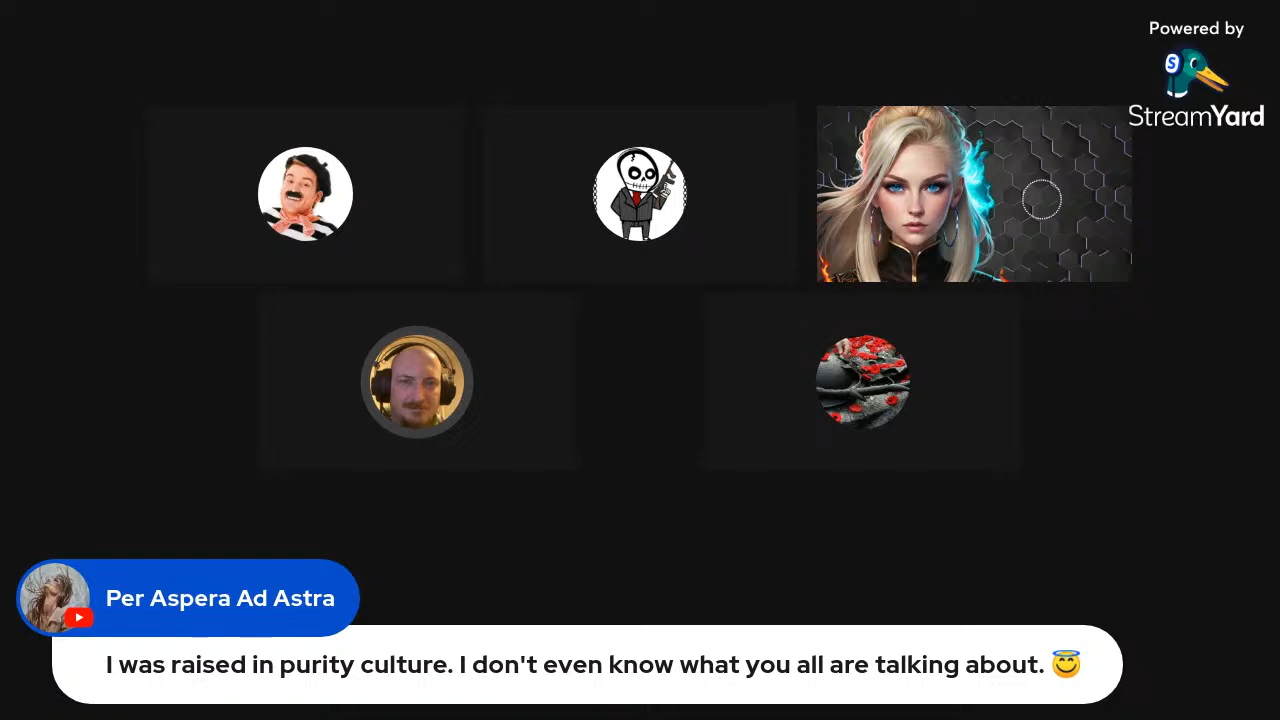 Powered by
StreamYard
Per Aspera Ad Astra
I was raised in purity culture. I don't even know what you all are talking about. 😇